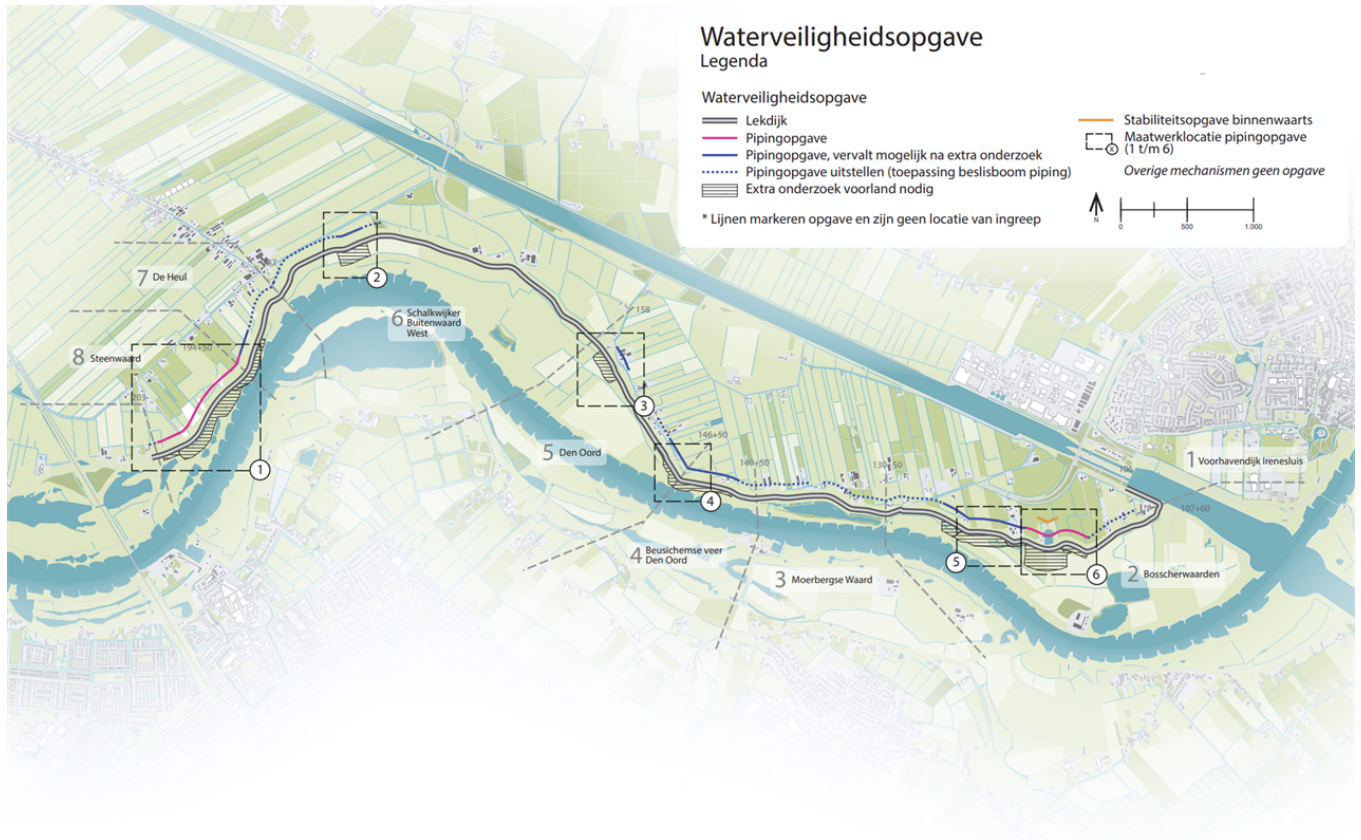 Waterveiligheidsopgave
Legenda
Waterveiligheidsopgave
Lekdijk
Pipingopgave
Pipingopgave, vervalt mogelijk na extra onderzoek
Pipingopgave uitstellen (toepassing beslisboom piping)
Extra onderzoek voorland nodig
* Lijnen markeren opgave en zijn geen locatie van ingreep
Stabiliteitsopgave binnenwaarts
Maatwerklocatie pipingopgave
(1 t/m 6)
x
Overige mechanismen geen opgave
N
0 500 1.000
7 De Heul
2
6 Schalkwijker
Buitenwaard
West
158
8 Steenwaard
194+50
203
1
3
5 Den Oord
146+50
140+50
130+50
4
106
1 Voorhavendijk Irenesluis
107+60
5
6
4 Beusichemse veer
Den Oord
3 Moerbergse Waard
2 Bosscherwaarden